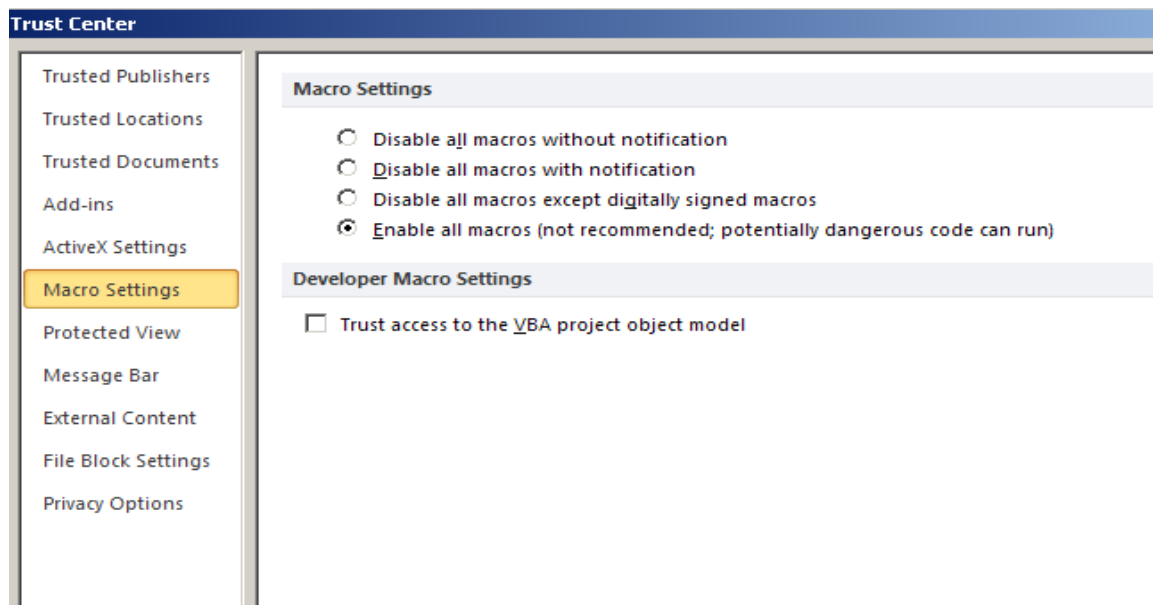 Trust Center
Trusted Publishers
Trusted Locations
Trusted Documents
Add-ins
ActiveX Settings
Macro Settings
Protected View
Message Bar
External Content
File Block Settings
Privacy Options
Macro Settings
Disable all macros without notification
Disable all macros with notification
Disable all macros except digitally signed macros
Enable all macros (not recommended; potentially dangerous code can run)
Developer Macro Settings
Trust access to the VBA project object model